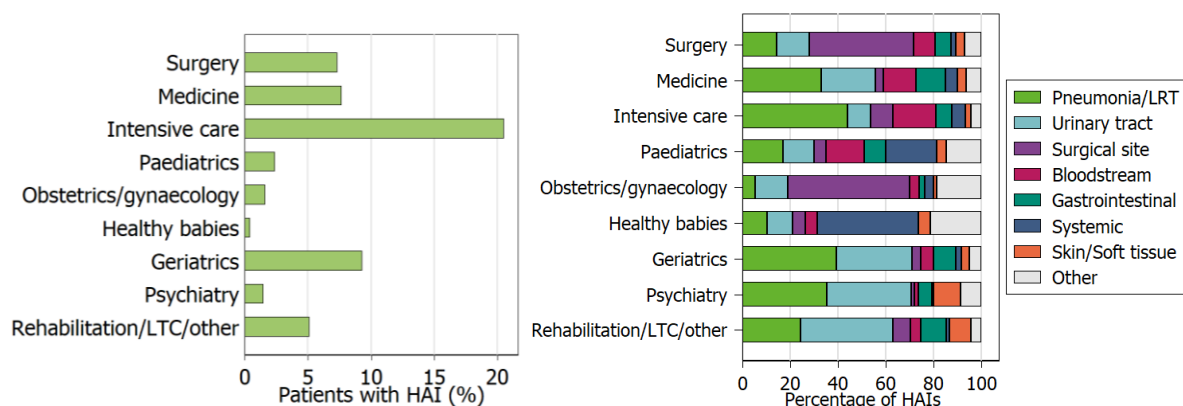 Surgery
Medicine
Intensive care
Paediatrics
Obstetrics/gynaecology
Healthy babies
Geriatrics
Psychiatry
Rehabilitation/LTC/other
0 5 10 15 20
Patients with HAI (%)
Surgery
Medicine
Intensive care
Paediatrics
Obstetrics/gynaecology
Healthy babies
Geriatrics
Psychiatry
Rehabilitation/LTC/other
0 20 40 60 80 100
Percentage of HAIs
Pneumonia/LRT
Urinary tract
Surgical site
Bloodstream
Gastrointestinal
Systemic
Skin/Soft tissue
Other